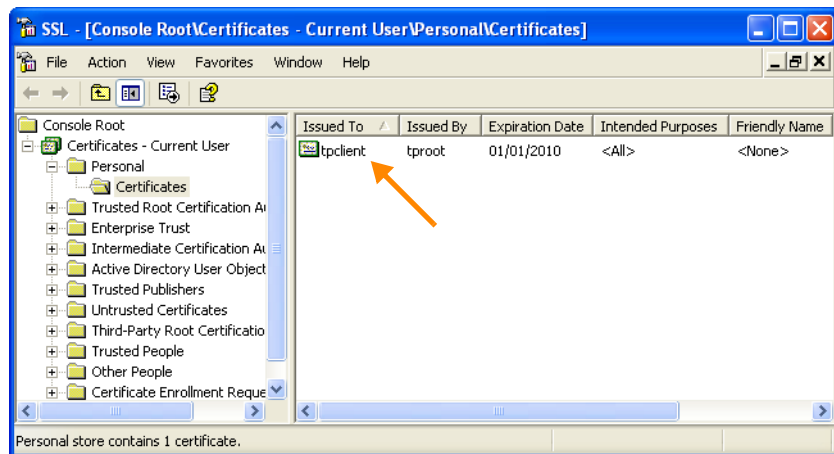 SSL - [Console Root\Certificates - Current User\Personal\Certificates]
File Action View Favorites Window Help
Console Root
Certificates - Current User
Personal
Certificates
Trusted Root Certification Au
Enterprise Trust
Intermediate Certification Au
Active Directory User Object
Trusted Publishers
Untrusted Certificates
Third-Party Root Certificatio
Trusted People
Other People
Certificate Enrollment Reque
Issued To Issued By Expiration Date Intended Purposes Friendly Name
tpclient tproot 01/01/2010 <All> <None>
Personal store contains 1 certificate.